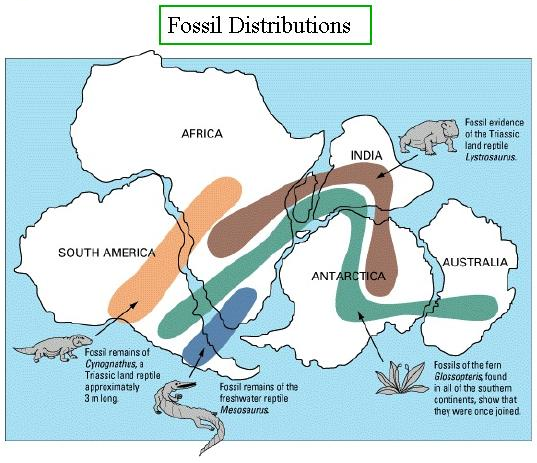 Fossil Distributions
AFRICA
INDIA
Fossil evidence
of the Triassic
land reptile
Lystrosaurus.
SOUTH AMERICA
ANTARCTICA
AUSTRALIA
Fossil remains of
Cynognathus, a
Triassic land reptile
approximately
3 m long.
Fossil remains of the
freshwater reptile
Mesosaurus.
Fossils of the fern
Glossopteris, found
in all of the southern
continents, show that
they were once joined.